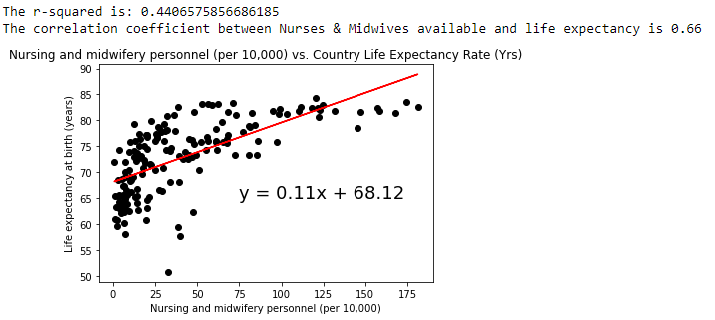 The r-squared is: 0.4406575856686185
The correlation coefficient between Nurses & Midwives available and life expectancy is 0.66
Nursing and midwifery personnel (per 10,000) vs. Country Life Expectancy Rate (Yrs)
90
85
80
75
70
65
60
55
50
Life expectancy at birth (years)
y = 0.11x + 68.12
0 25 50 75 100 125 150 175
Nursing and midwifery personnel (per 10.000)